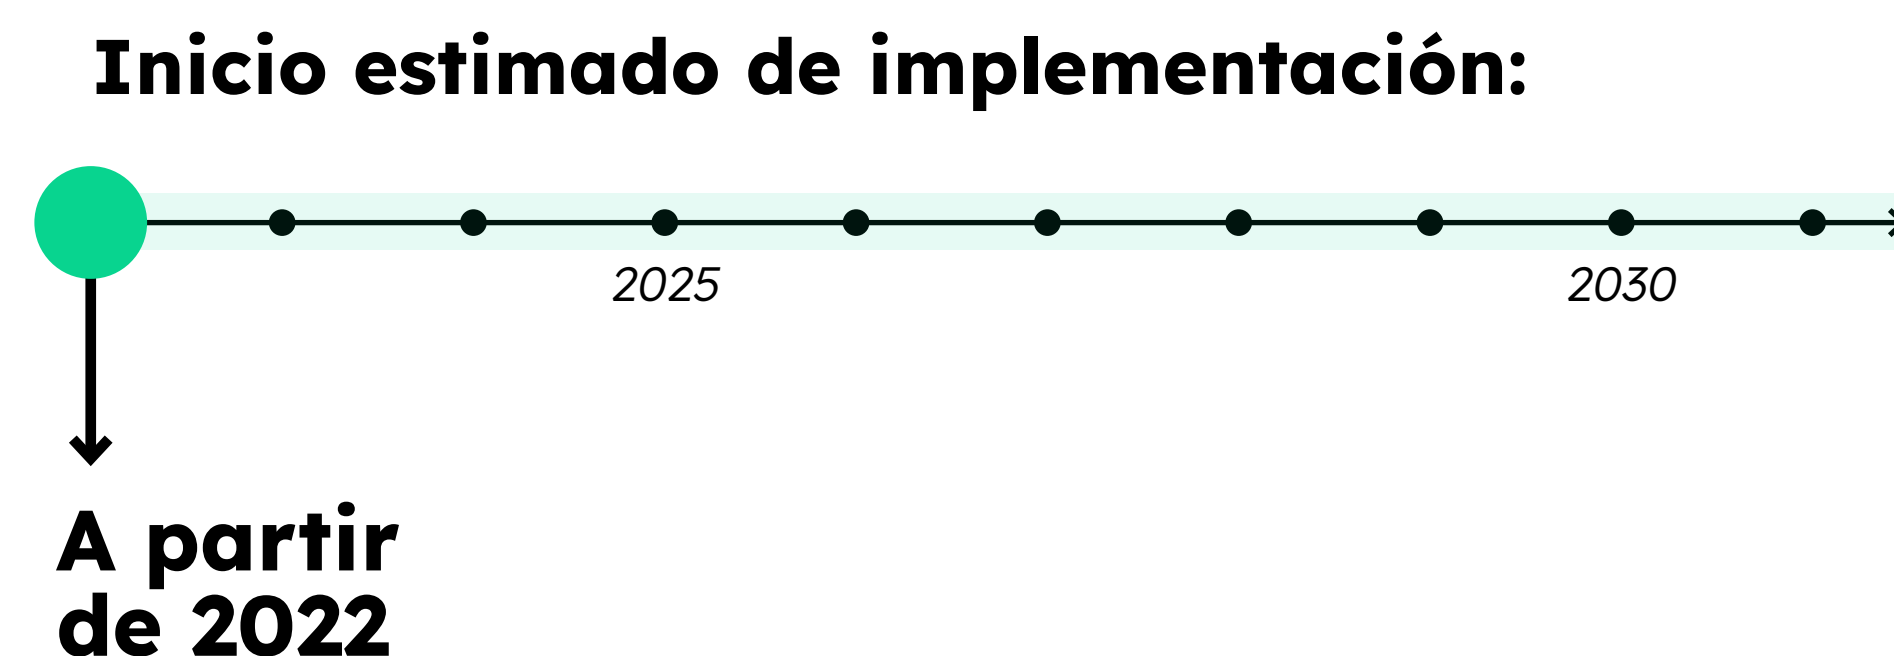 Inicio estimado de implementación:
2025
2030
A partir
de 2022